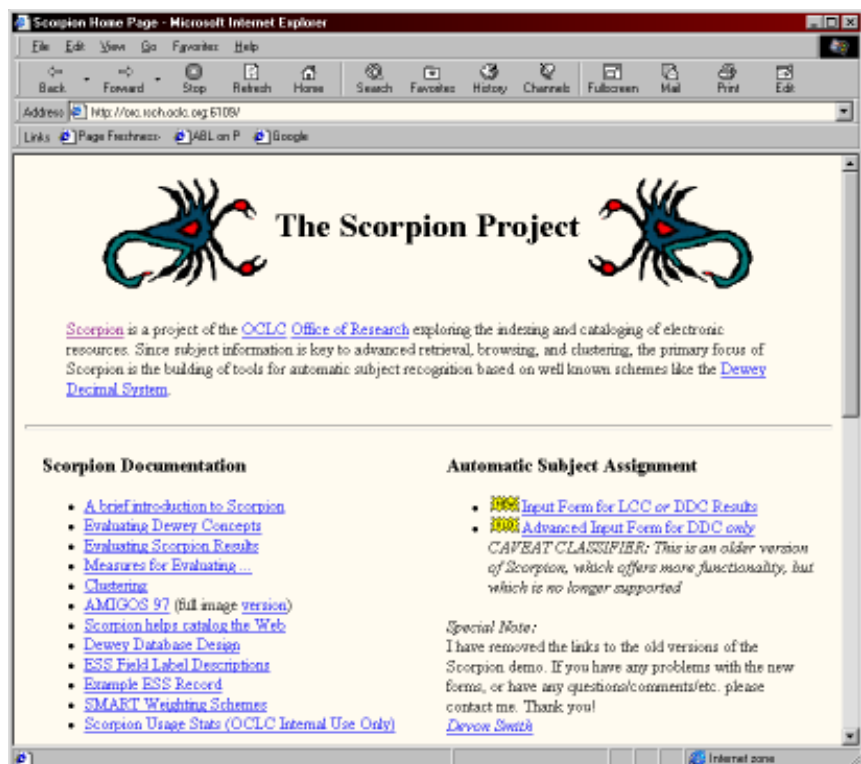 Scorpion Home Page - Microsoft Internet Explorer
File Edit View Go Favorites Help
Back Forward Stop Refresh Home Search Favorites History Channels Fullscreen Mail Print Edit
Address http://orc.rsch.oclc.org:6109/
Links Page Freshness- ABL on P Google
The Scorpion Project
Scorpion is a project of the OCLC Office of Research exploring the indexing and cataloging of electronic
resources. Since subject information is key to advanced retrieval, browsing, and clustering, the primary focus of
Scorpion is the building of tools for automatic subject recognition based on well known schemes like the Dewey
Decimal System.
Scorpion Documentation
A brief introduction to Scorpion
Evaluating Dewey Concepts
Evaluating Scorpion Results
Measures for Evaluating ...
Clustering
AMIGOS 97 (full image version)
Scorpion helps catalog the Web
Dewey Database Design
ESS Field Label Descriptions
Example ESS Record
SMART Weighting Schemes
Scorpion Usage Stats (OCLC Internal Use Only)
Automatic Subject Assignment
Input Form for LCC or DDC Results
Advanced Input Form for DDC only
CAVEAT CLASSIFIER: This is an older version
of Scorpion, which offers more functionality, but
which is no longer supported
Special Note:
I have removed the links to the old versions of the
Scorpion demo. If you have any problems with the new
forms, or have any questions/comments/etc. please
contact me. Thank you!
Devon Smith
Internet zone